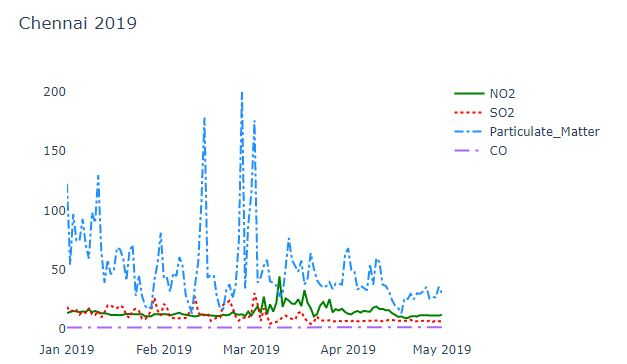 Chennai 2019
200
150
100
50
0
Jan 2019 Feb 2019 Mar 2019 Apr 2019 May 2019
NO2
SO2
Particulate_Matter
CO